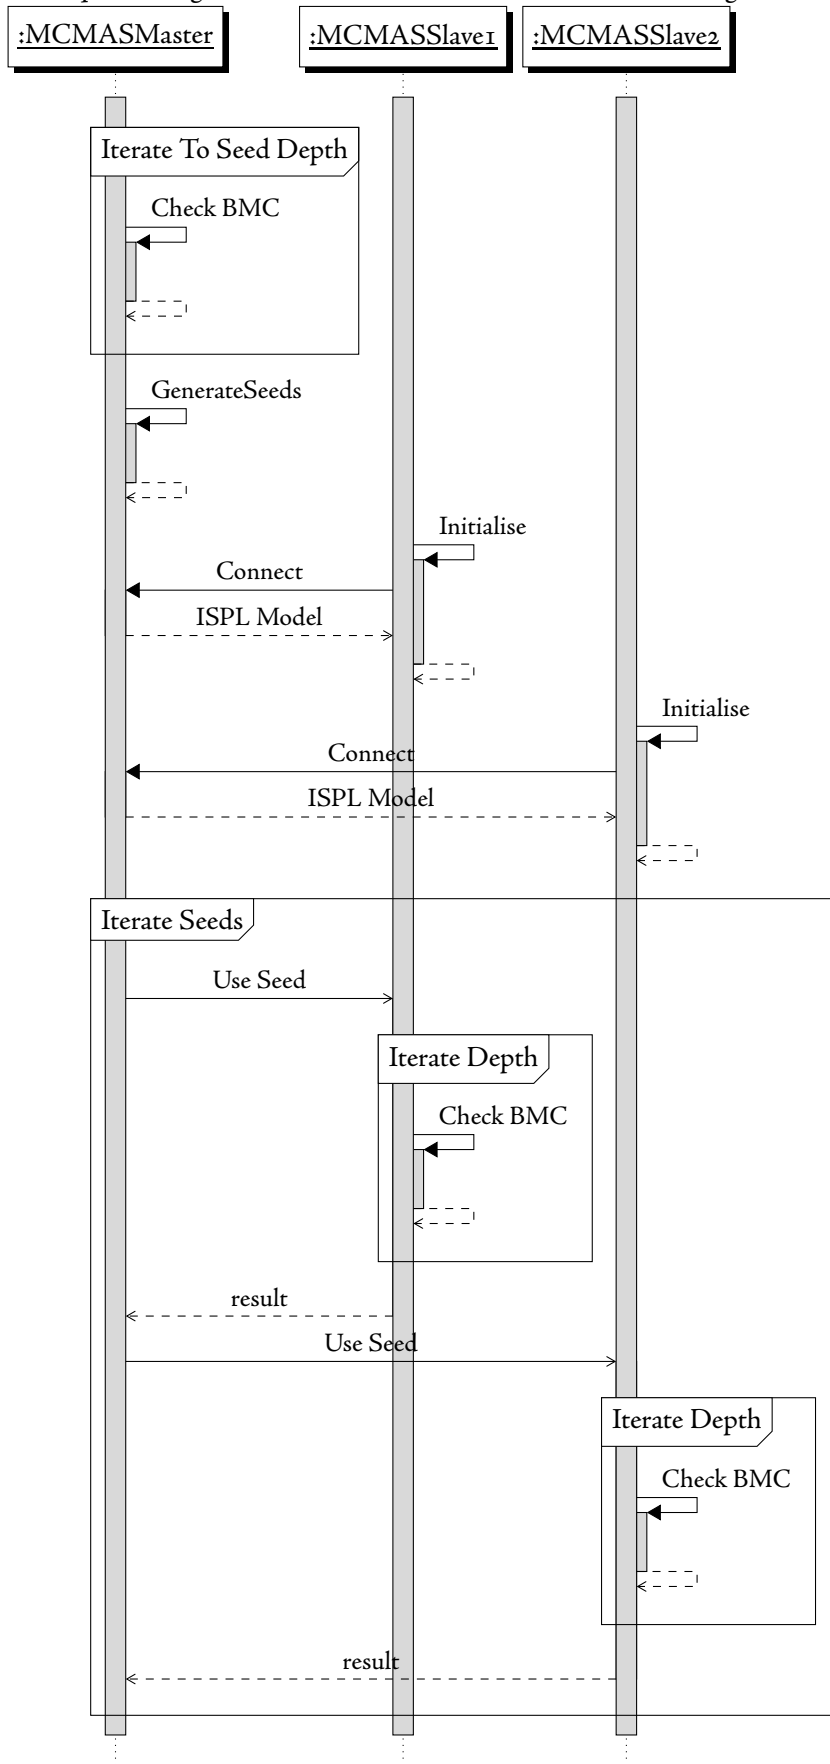 :MCMASMaster :MCMASSlave1 :MCMASSlave2
Iterate To Seed Depth
Check BMC
GenerateSeeds
Initialise
Connect
ISPL Model
Initialise
Connect
ISPL Model
Iterate Seeds
Use Seed
Iterate Depth
Check BMC
result
Use Seed
Iterate Depth
Check BMC
result